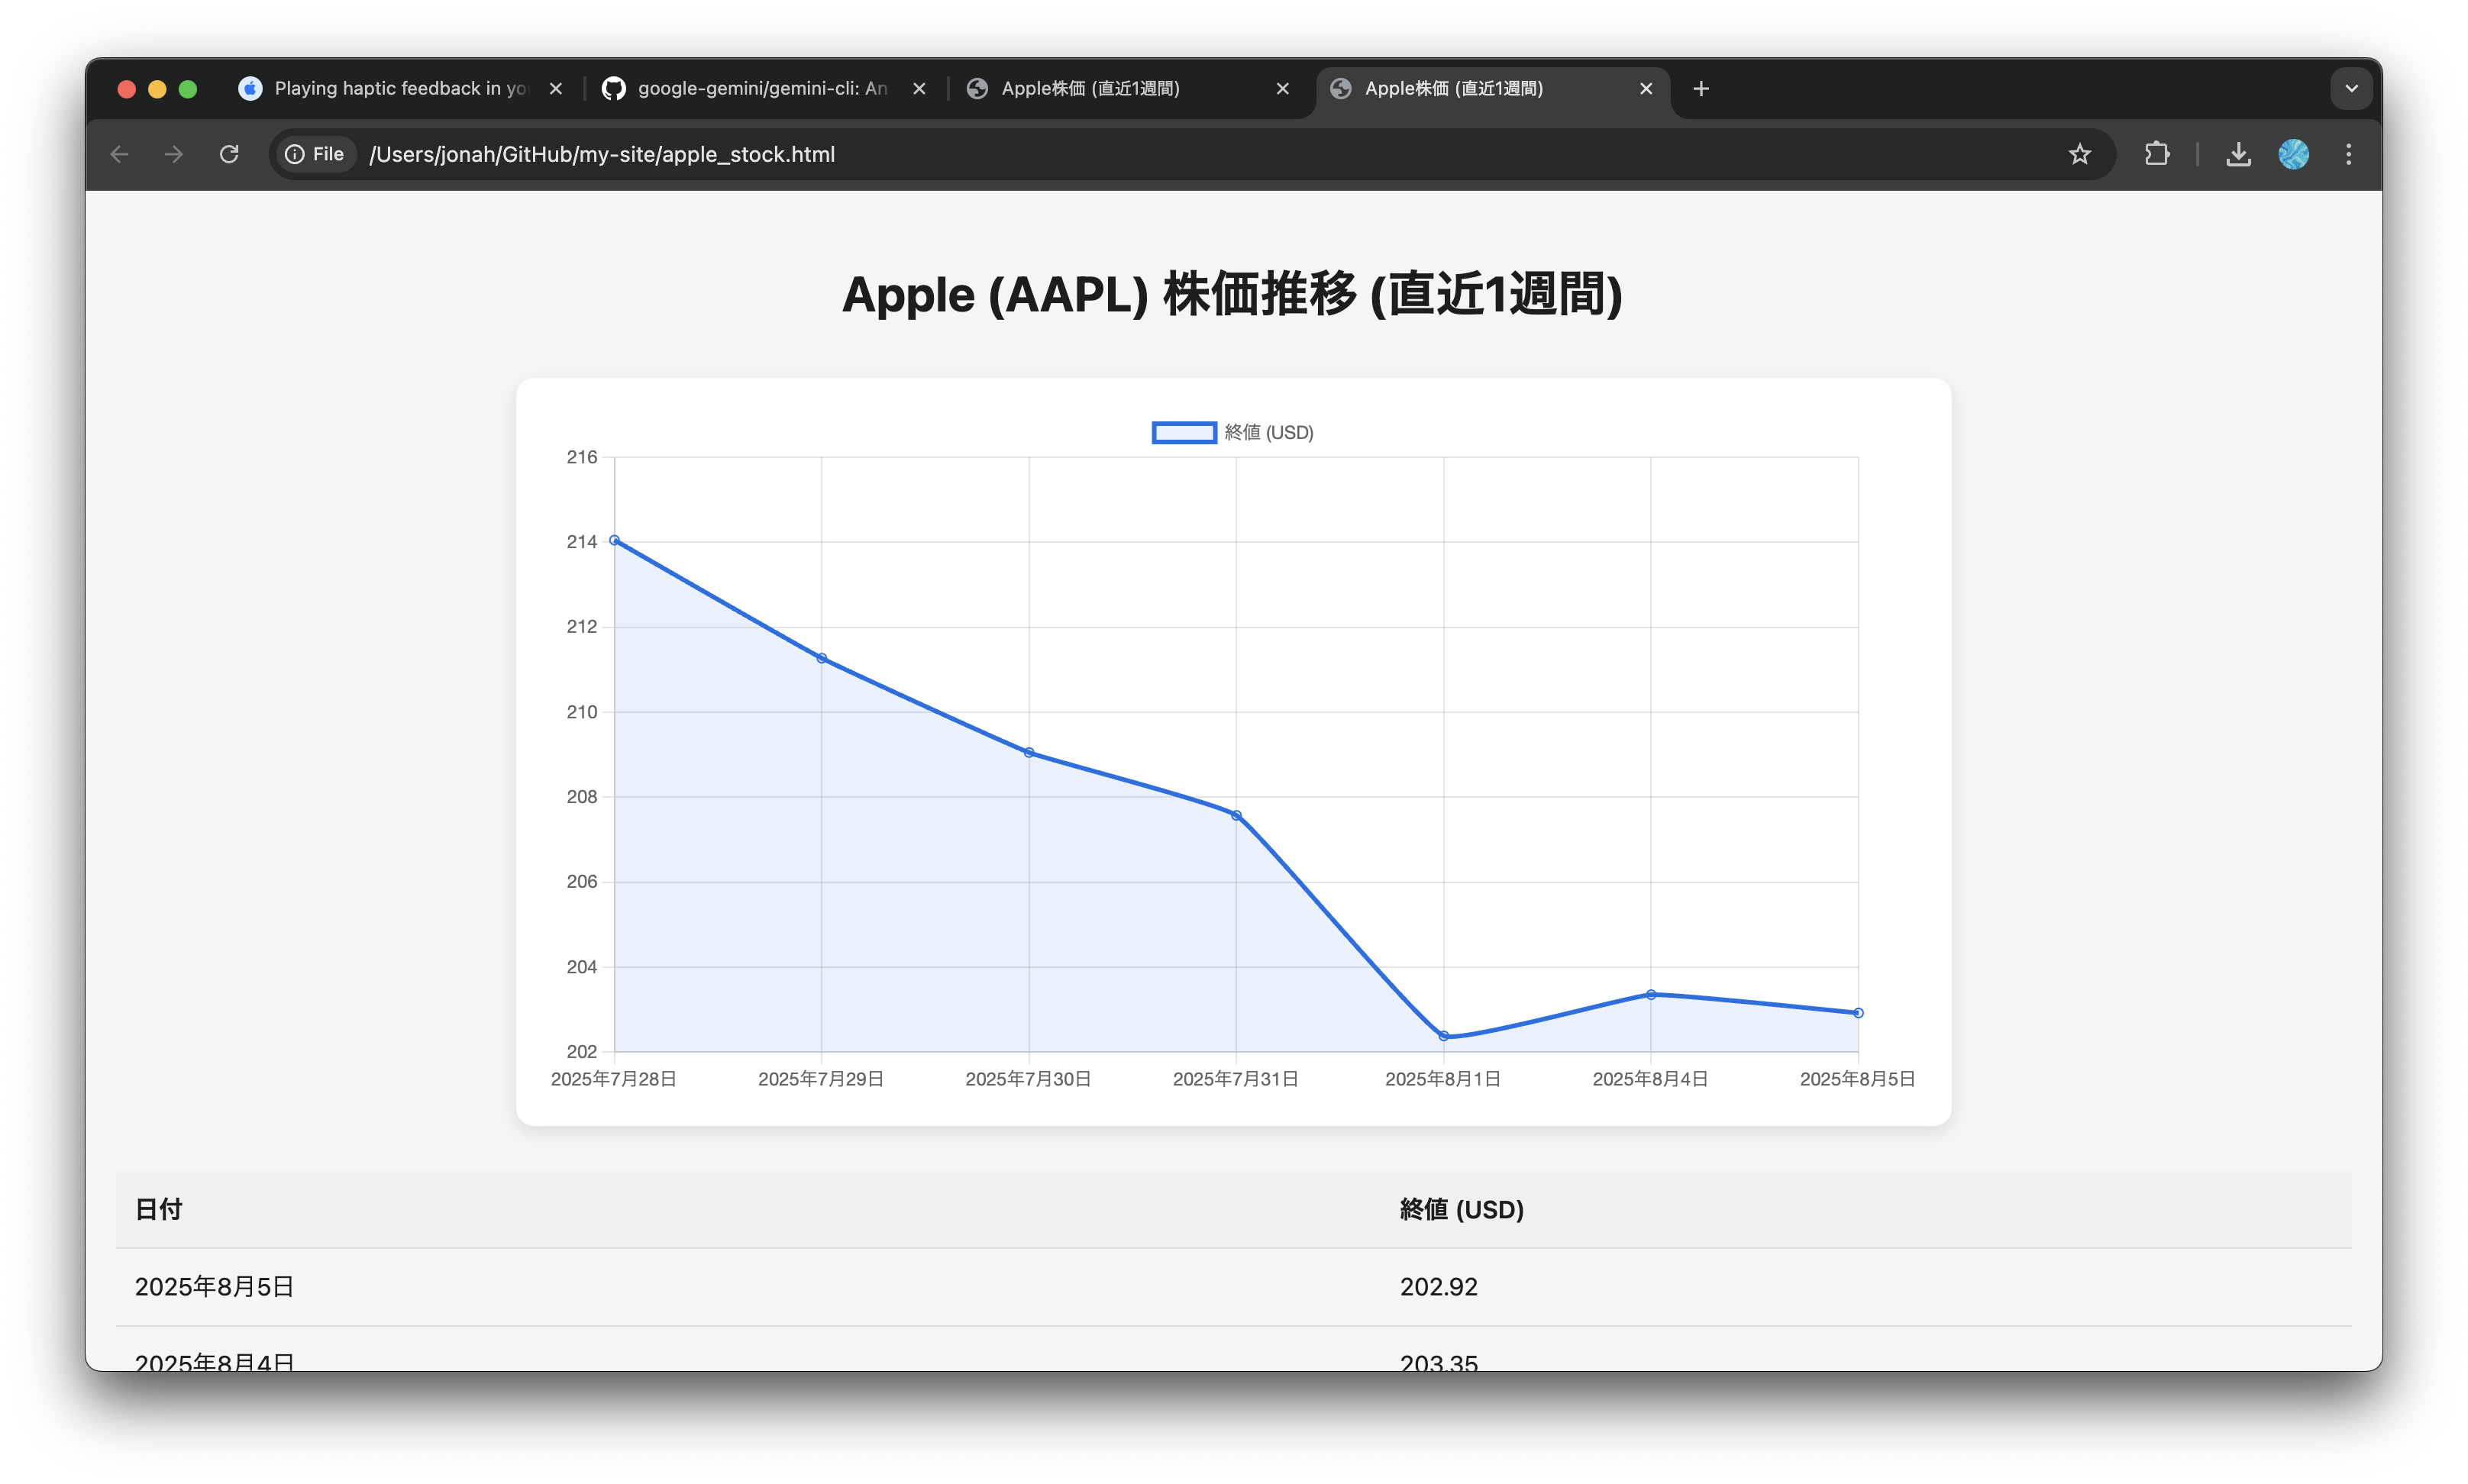 Playing haptic feedback in yo
google-gemini/gemini-cli: An
Apple株価 (直近1週間)
Apple株価 (直近1週間)
File
/Users/jonah/GitHub/my-site/apple_stock.html
Apple (AAPL) 株価推移 (直近1週間)
終値 (USD)
216
214
212
210
208
206
204
202
2025年7月28日 2025年7月29日 2025年7月30日 2025年7月31日 2025年8月1日 2025年8月4日 2025年8月5日
日付 終値 (USD)
2025年8月5日 202.92
2025年8月4日 203.35